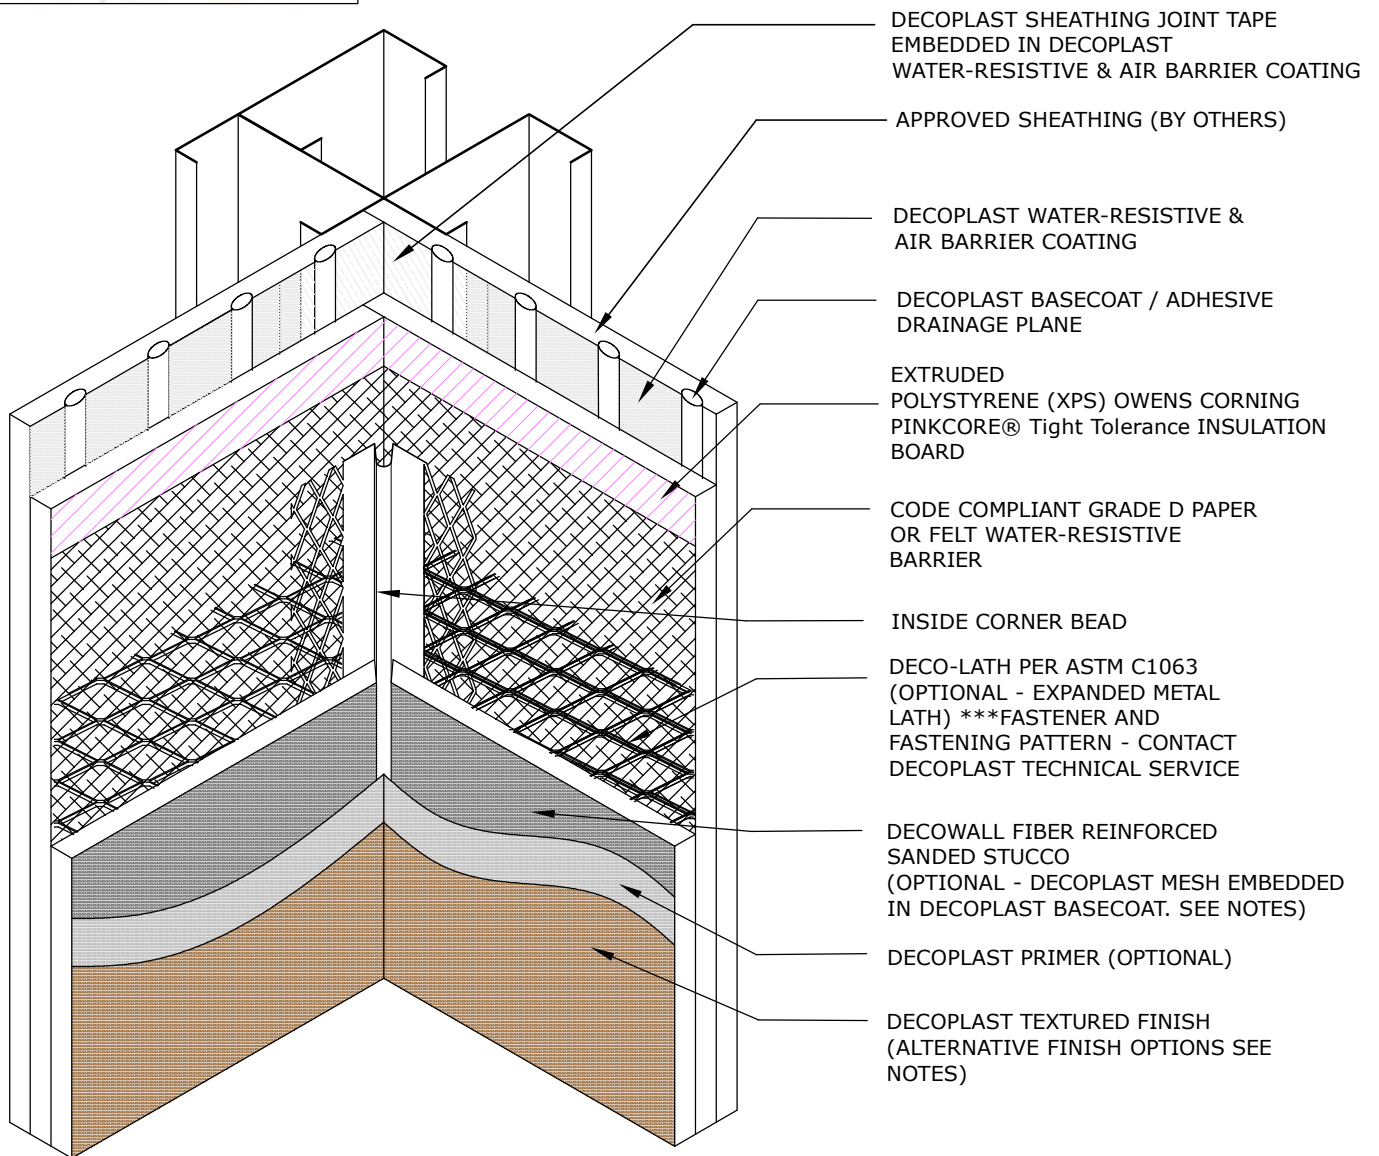 DECOPLAST SHEATHING JOINT TAPE
EMBEDDED IN DECOPLAST
WATER-RESISTIVE & AIR BARRIER COATING
APPROVED SHEATHING (BY OTHERS)
DECOPLAST WATER-RESISTIVE &
AIR BARRIER COATING
DECOPLAST BASECOAT / ADHESIVE
DRAINAGE PLANE
EXTRUDED
POLYSTYRENE (XPS) OWENS CORNING
PINKCORE® Tight Tolerance INSULATION
BOARD
CODE COMPLIANT GRADE D PAPER
OR FELT WATER-RESISTIVE
BARRIER
INSIDE CORNER BEAD
DECO-LATH PER ASTM C1063
(OPTIONAL - EXPANDED METAL
LATH) ***FASTENER AND
FASTENING PATTERN - CONTACT
DECOPLAST TECHNICAL SERVICE
DECOWALL FIBER REINFORCED
SANDED STUCCO
(OPTIONAL - DECOPLAST MESH EMBEDDED
IN DECOPLAST BASECOAT. SEE NOTES)
DECOPLAST PRIMER (OPTIONAL)
DECOPLAST TEXTURED FINISH
(ALTERNATIVE FINISH OPTIONS SEE
NOTES)